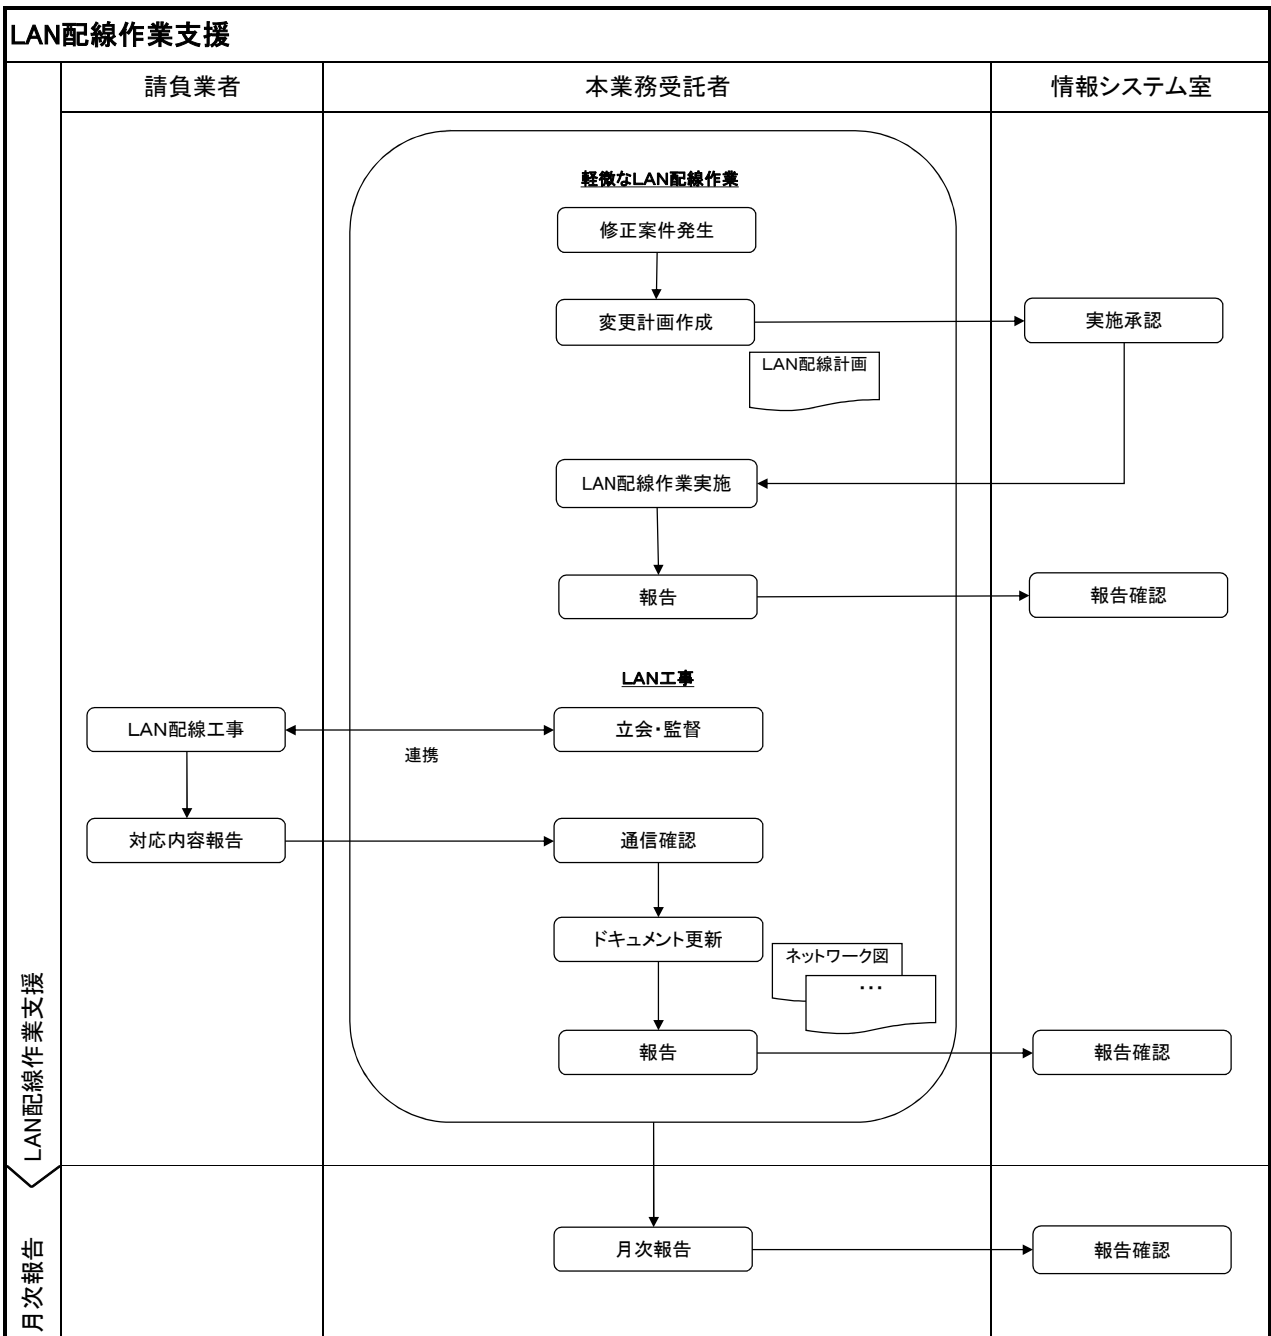 LAN配線作業支援
請負業者
本業務受託者
情報システム室
軽微なLAN配線作業
修正案件発生
変更計画作成
実施承認
LAN配線計画
LAN配線作業実施
報告
報告確認
LAN工事
LAN配線工事
立会・監督
連携
対応内容報告
通信確認
ドキュメント更新
ネットワーク図
・・・
報告
報告確認
LAN配線作業支援
月次報告
報告確認
月次報告